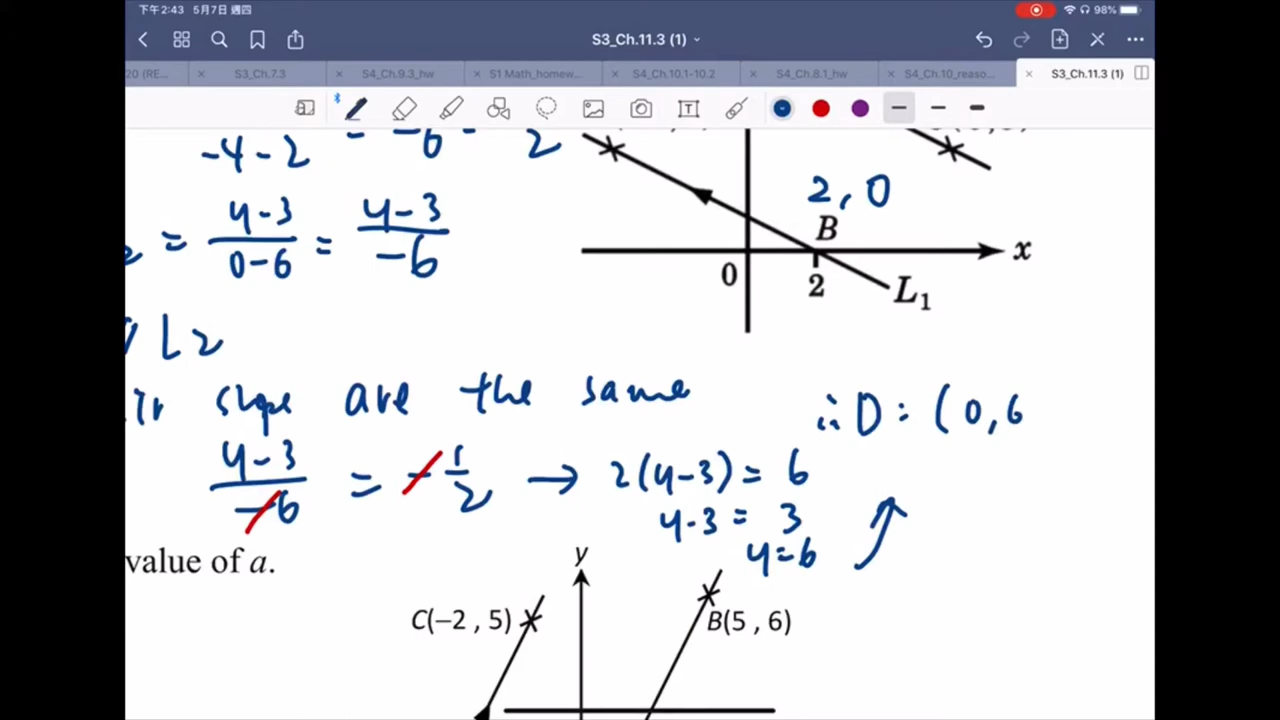 下午2:43 5月7日 週四
98%
S3_Ch.11.3 (1)
20 (RE...
S3_Ch.7.3
S4_Ch.9.3_hw
S1 Math_homew...
S4_Ch.10.1-10.2
S4_Ch.8.1_hw
S4_Ch.10_reaso...
S3_Ch.11.3 (1)
-4-2 = -6 - 2
= y-3/0-6 = y-3/-6
2, 0
B
x
0
2
L₁
L2
slope are the same
∴ D : (0, 6
y-3/-6 = -1/2 → 2(y-3) = 6
y-3 = 3
y=6
value of a.
y
C(–2 , 5)
B(5 , 6)